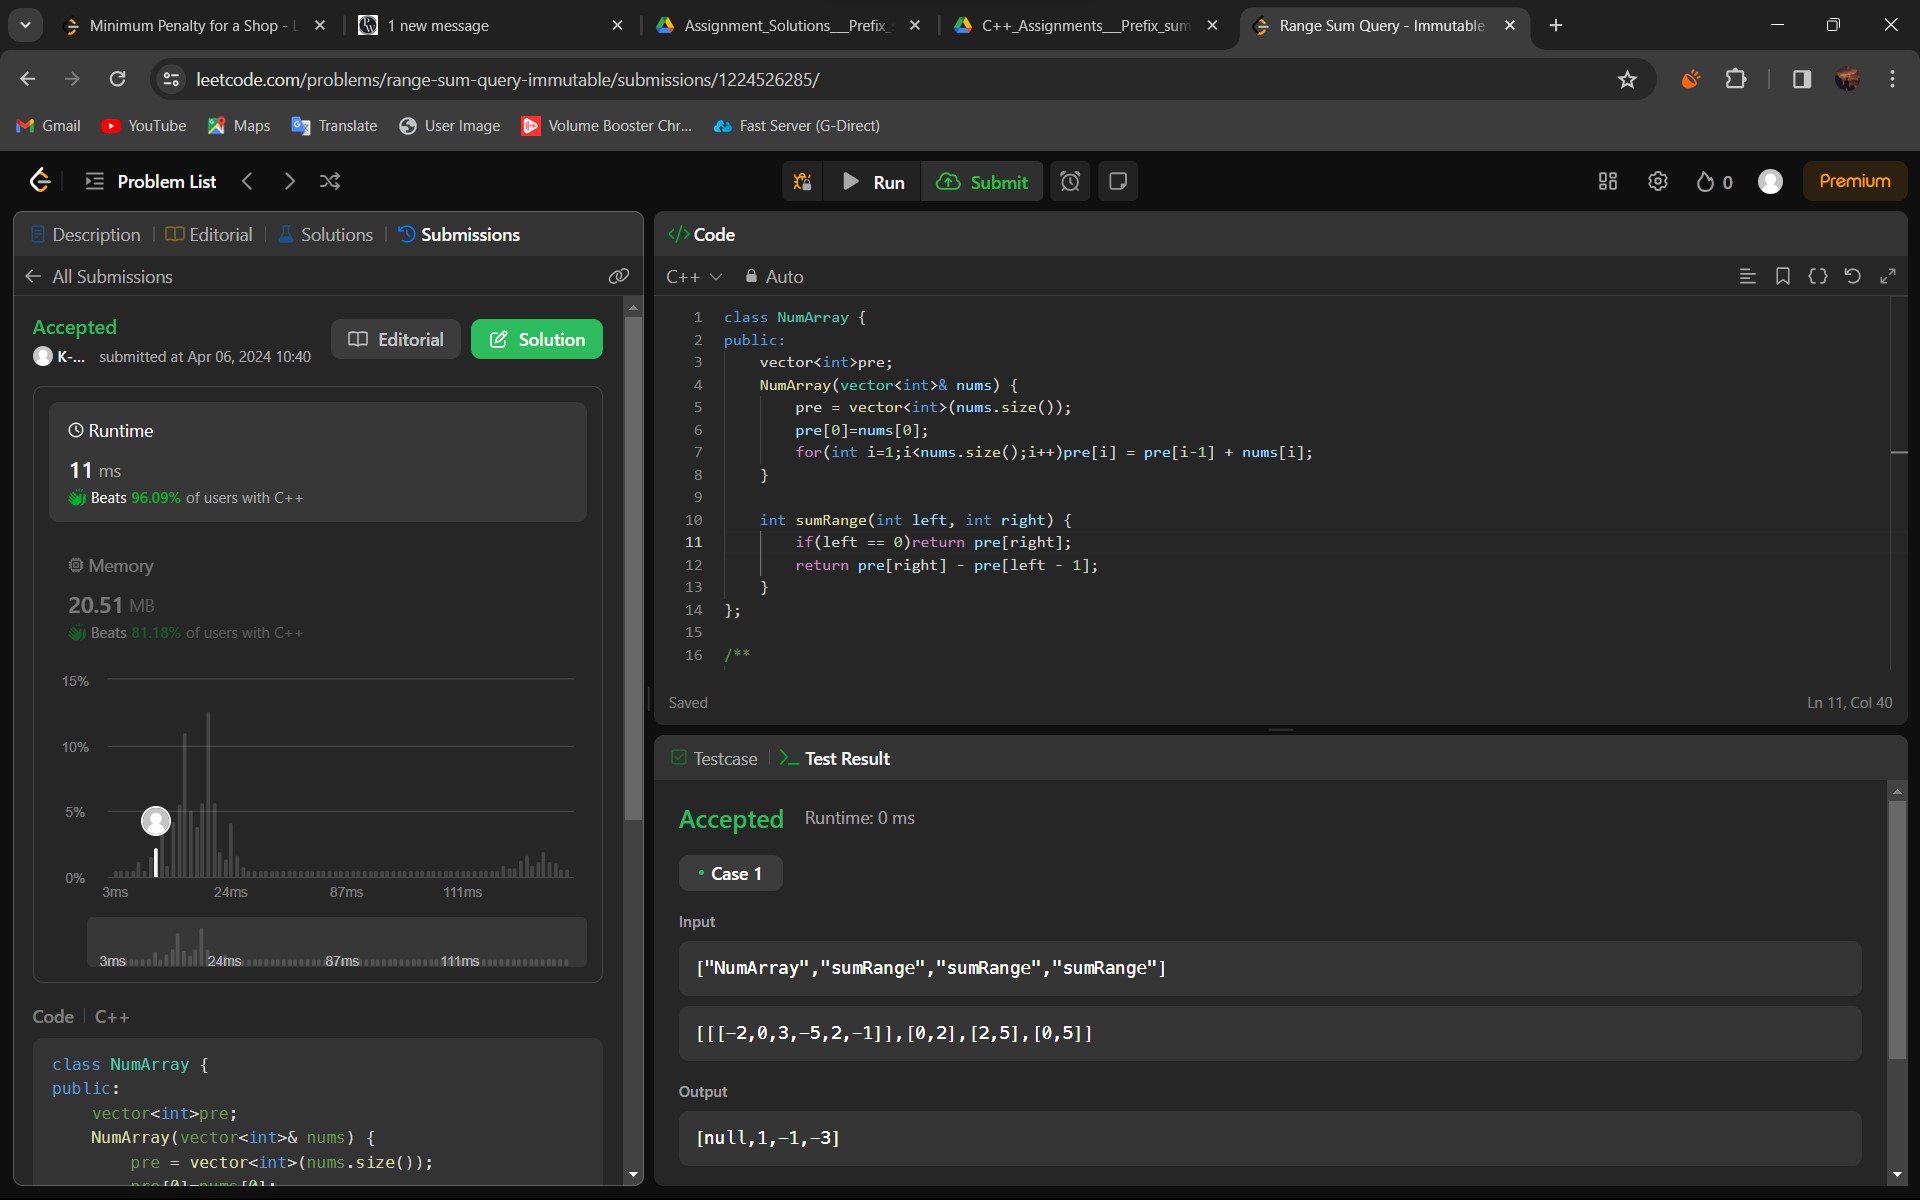 Minimum Penalty for a Shop - L
1 new message
Assignment_Solutions__Prefix_
C++_Assignments__Prefix_sum
Range Sum Query - Immutable
leetcode.com/problems/range-sum-query-immutable/submissions/1224526285/
Gmail
YouTube
Maps
Translate
User Image
Volume Booster Chr...
Fast Server (G-Direct)
Problem List
Run
Submit
0
Premium
Description
Editorial
Solutions
Submissions
All Submissions
Accepted
K-... submitted at Apr 06, 2024 10:40
Editorial
Solution
Runtime
11 ms
Beats 96.09% of users with C++
Memory
20.51 MB
Beats 81.18% of users with C++
15%
10%
5%
0%
3ms 24ms 87ms 111ms
3ms 24ms 87ms 111ms
Code | C++
class NumArray {
public:
    vector<int>pre;
    NumArray(vector<int>& nums) {
        pre = vector<int>(nums.size());
        pre[0]=nums[0];
</> Code
C++
Auto
1 class NumArray {
2 public:
3     vector<int>pre;
4     NumArray(vector<int>& nums) {
5         pre = vector<int>(nums.size());
6         pre[0]=nums[0];
7         for(int i=1;i<nums.size();i++)pre[i] = pre[i-1] + nums[i];
8     }
9
10     int sumRange(int left, int right) {
11         if(left == 0)return pre[right];
12         return pre[right] - pre[left - 1];
13     }
14 };
15
16 /**
Saved
Ln 11, Col 40
Testcase
Test Result
Accepted
Runtime: 0 ms
• Case 1
Input
["NumArray","sumRange","sumRange","sumRange"]
[[[-2,0,3,-5,2,-1]],[0,2],[2,5],[0,5]]
Output
[null,1,-1,-3]